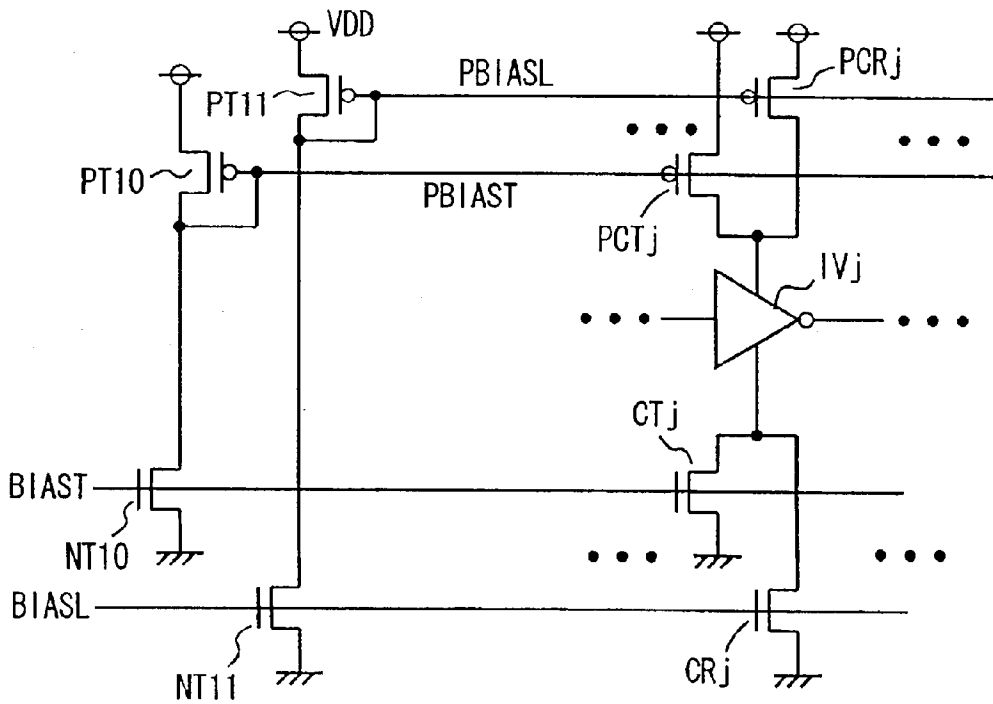 VDD
PCRj
PBIASL
PT11
PT10
PBIAST
PCTj
IVj
CTj
BIAST
NT10
BIASL
NT11
CRj